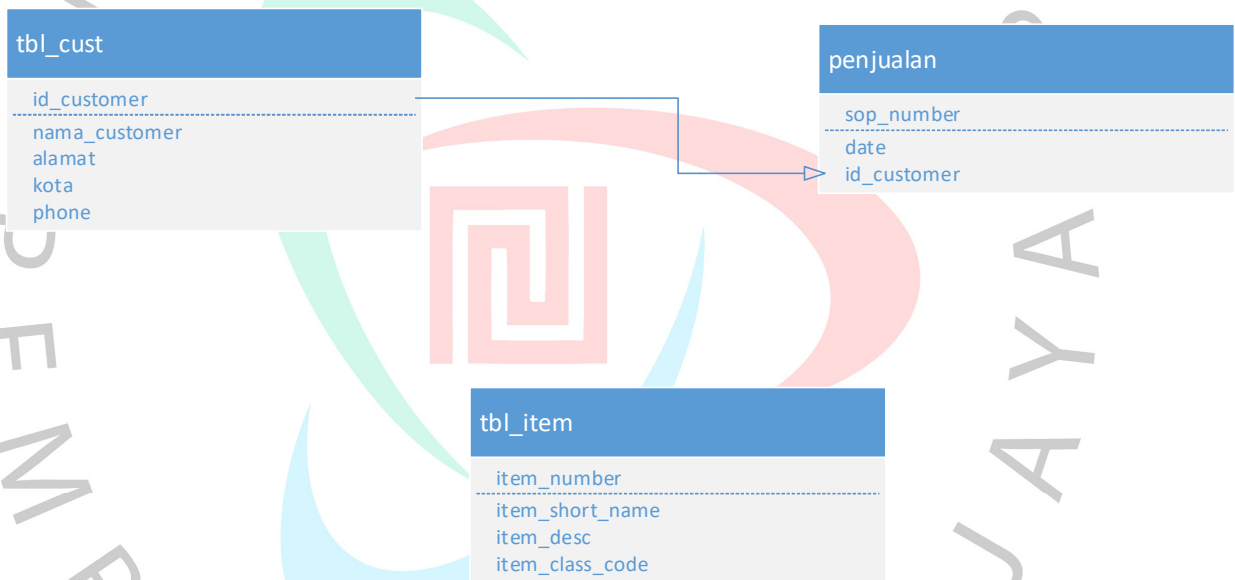 tbl_cust
id_customer
nama_customer
alamat
kota
phone
penjualan
sop_number
date
id_customer
tbl_item
item_number
item_short_name
item_desc
item_class_code